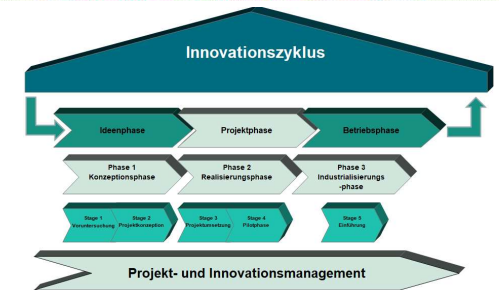 Innovationszyklus
Ideenphase
Projektphase
Betriebsphase
Phase 1
Konzeptionsphase
Phase 2
Realisierungsphase
Phase 3
Industrialisierungs
-phase
Stage 1
Voruntersuchung
Stage 2
Projektkonzeption
Stage 3
Projektumsetzung
Stage 4
Pilotphase
Stage 5
Einführung
Projekt- und Innovationsmanagement